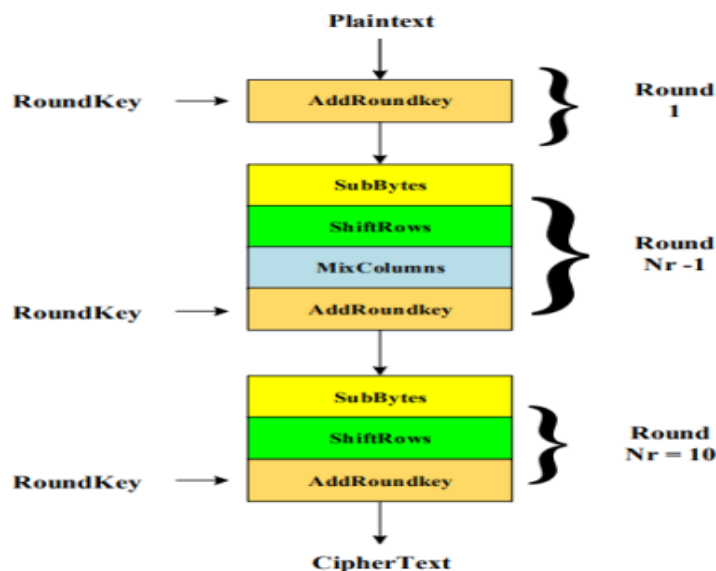 Plaintext
RoundKey
AddRoundkey
Round
1
SubBytes
ShiftRows
MixColumns
Round
Nr -1
RoundKey
AddRoundkey
SubBytes
ShiftRows
Round
Nr = 10
RoundKey
AddRoundkey
CipherText